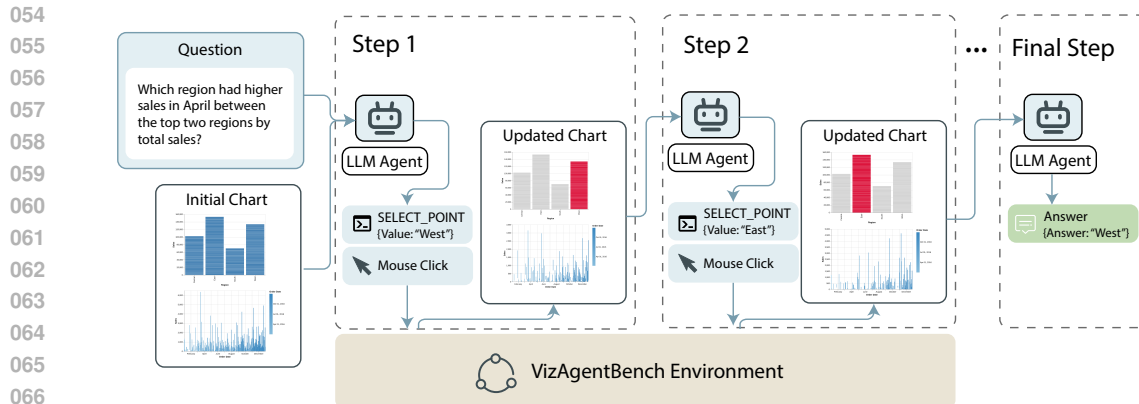 054
055
056
057
058
059
060
061
062
063
064
065
066
Question
Which region had higher
sales in April between
the top two regions by
total sales?
Initial Chart
Step 1
LLM Agent
SELECT_POINT
{Value: “West”}
Mouse Click
Updated Chart
Step 2
LLM Agent
SELECT_POINT
{Value: “East”}
Mouse Click
Updated Chart
...
Final Step
LLM Agent
Answer
{Answer: “West”}
VizAgentBench Environment